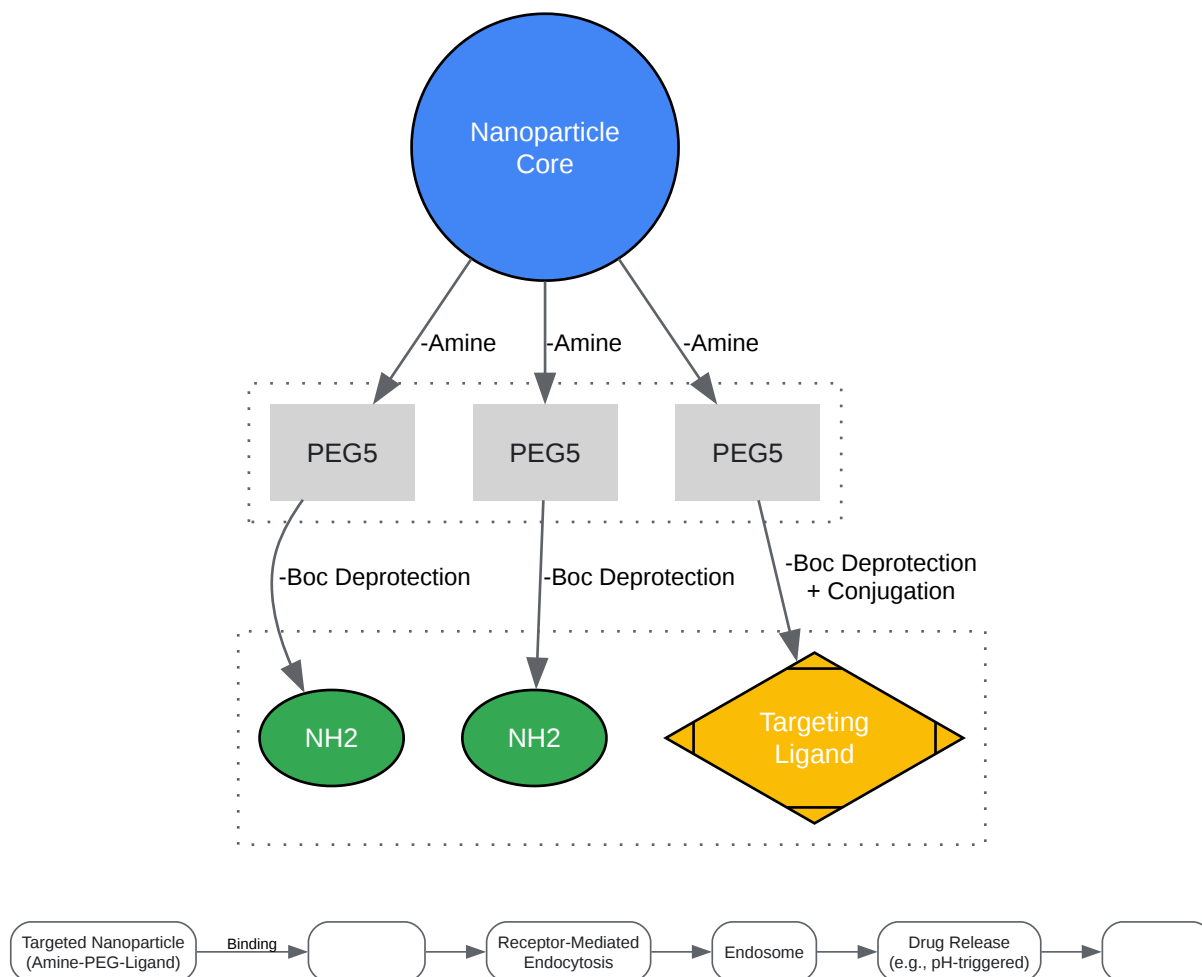 Nanoparticle
Core
-Amine
-Amine
-Amine
PEG5
PEG5
PEG5
-Boc Deprotection
-Boc Deprotection
-Boc Deprotection
+ Conjugation
NH2
NH2
Targeting
Ligand
Targeted Nanoparticle
(Amine-PEG-Ligand)
Binding
Receptor-Mediated
Endocytosis
Endosome
Drug Release
(e.g., pH-triggered)